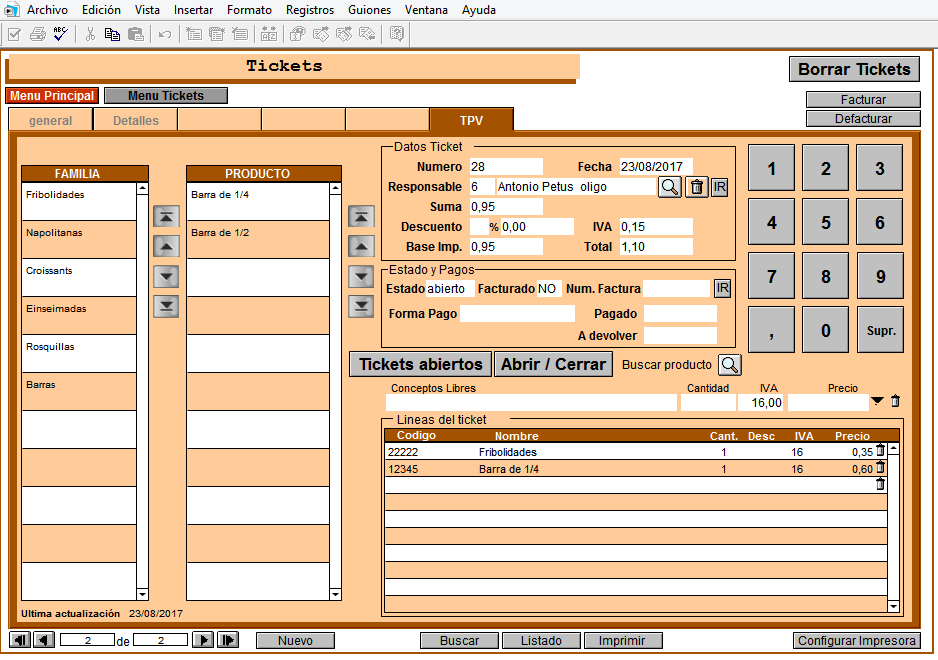 Archivo Edición Vista Insertar Formato Registros Guiones Ventana Ayuda
ABC
Tickets
Borrar Tickets
Menu Principal Menu Tickets
Facturar
Defacturar
general Detalles TPV
FAMILIA
Fribolidades
Napolitanas
Croissants
Einseimadas
Rosquillas
Barras
PRODUCTO
Barra de 1/4
Barra de 1/2
Datos Ticket
Numero 28 Fecha 23/08/2017
Responsable 6 Antonio Petus oligo IR
Suma 0,95
Descuento % 0,00 IVA 0,15
Base Imp. 0,95 Total 1,10
Estado y Pagos
Estado abierto Facturado NO Num. Factura IR
Forma Pago Pagado
A devolver
1 2 3
4 5 6
7 8 9
, 0 Supr.
Tickets abiertos Abrir / Cerrar Buscar producto
Conceptos Libres Cantidad IVA Precio
16,00
Lineas del ticket
Codigo Nombre Cant. Desc IVA Precio
22222 Fribolidades 1 16 0,35
12345 Barra de 1/4 1 16 0,60
Ultima actualización 23/08/2017
2 de 2 Nuevo Buscar Listado Imprimir Configurar Impresora